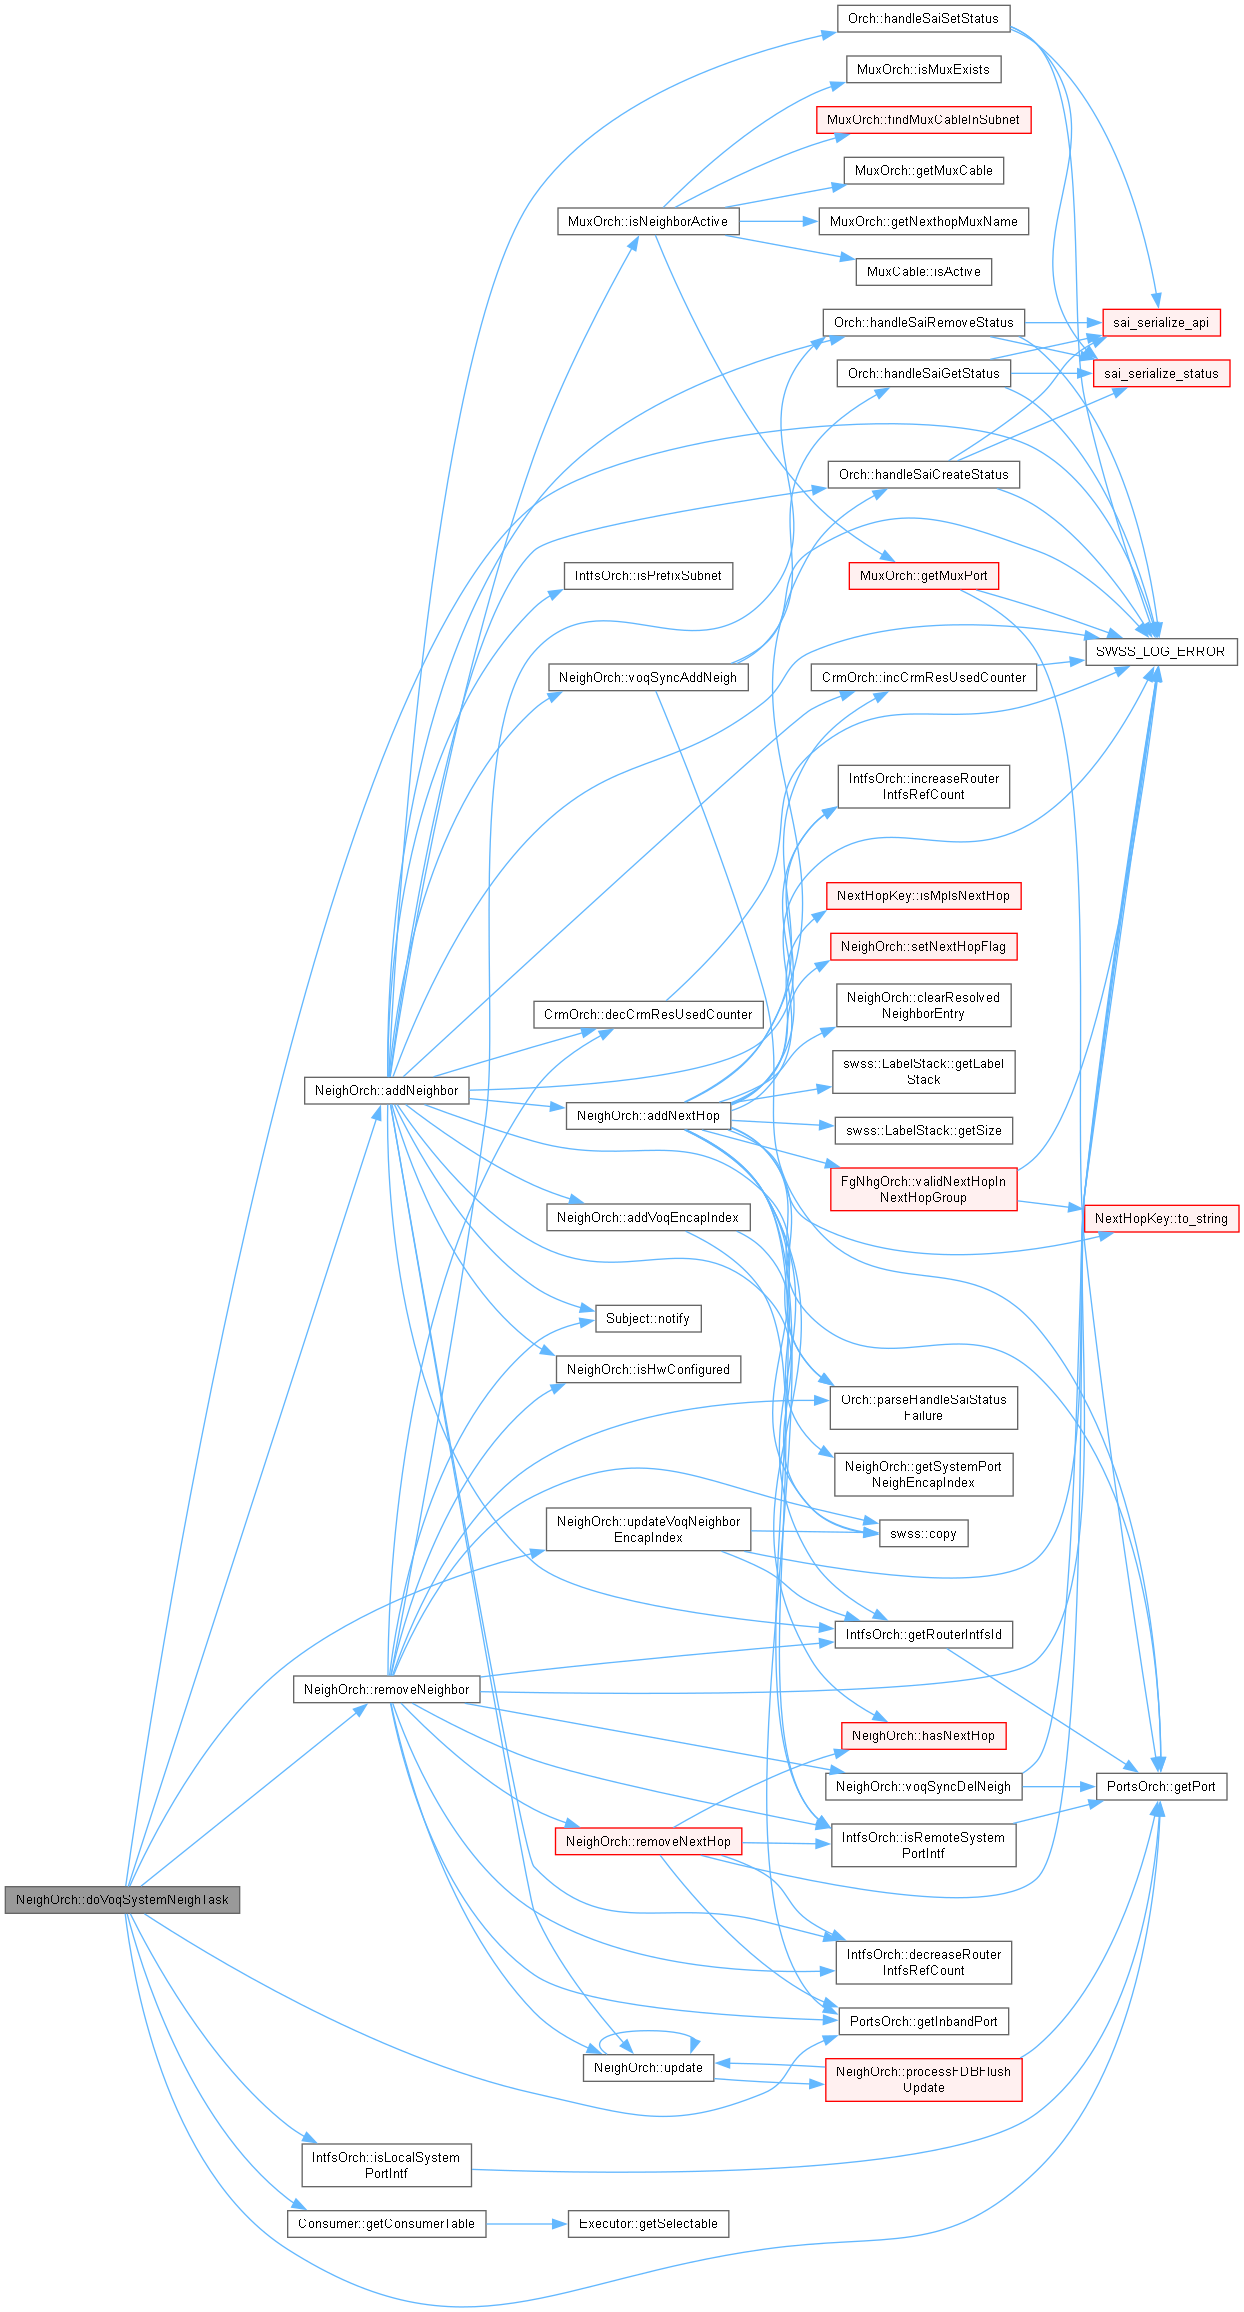 Orch::handleSaiSetStatus
MuxOrch::isMuxExists
MuxOrch::findMuxCableInSubnet
MuxOrch::getMuxCable
MuxOrch::isNeighborActive
MuxOrch::getNexthopMuxName
MuxCable::isActive
Orch::handleSaiRemoveStatus
sai_serialize_api
Orch::handleSaiGetStatus
sai_serialize_status
Orch::handleSaiCreateStatus
IntfsOrch::isPrefixSubnet
MuxOrch::getMuxPort
SWSS_LOG_ERROR
NeighOrch::voqSyncAddNeigh
CrmOrch::incCrmResUsedCounter
IntfsOrch::increaseRouter
IntfsRefCount
NextHopKey::isMplsNextHop
NeighOrch::setNextHopFlag
NeighOrch::clearResolved
NeighborEntry
CrmOrch::decCrmResUsedCounter
swss::LabelStack::getLabel
Stack
NeighOrch::addNeighbor
NeighOrch::addNextHop
swss::LabelStack::getSize
FgNhgOrch::validNextHopIn
NextHopGroup
NeighOrch::addVoqEncapIndex
NextHopKey::to_string
Subject::notify
NeighOrch::isHwConfigured
Orch::parseHandleSaiStatus
Failure
NeighOrch::getSystemPort
NeighEncapIndex
NeighOrch::updateVoqNeighbor
EncapIndex
swss::copy
IntfsOrch::getRouterIntfsId
NeighOrch::removeNeighbor
NeighOrch::hasNextHop
NeighOrch::voqSyncDelNeigh
PortsOrch::getPort
NeighOrch::removeNextHop
IntfsOrch::isRemoteSystem
PortIntf
NeighOrch::doVoqSystemNeighTask
IntfsOrch::decreaseRouter
IntfsRefCount
PortsOrch::getInbandPort
NeighOrch::update
NeighOrch::processFDBFlush
Update
IntfsOrch::isLocalSystem
PortIntf
Consumer::getConsumerTable
Executor::getSelectable